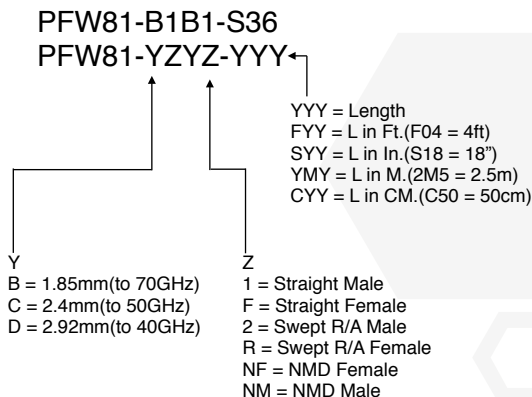 PFW81-B1B1-S36
PFW81-YZYZ-YYY
YYY = Length
FYY = L in Ft.(F04 = 4ft)
SYY = L in In.(S18 = 18”)
YMY = L in M.(2M5 = 2.5m)
CYY = L in CM.(C50 = 50cm)
Y
B = 1.85mm(to 70GHz)
C = 2.4mm(to 50GHz)
D = 2.92mm(to 40GHz)
Z
1 = Straight Male
F = Straight Female
2 = Swept R/A Male
R = Swept R/A Female
NF = NMD Female
NM = NMD Male